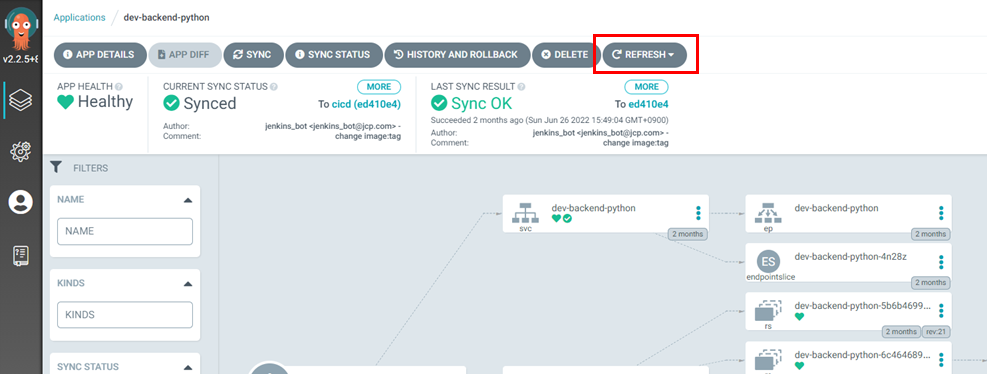 Applications / dev-backend-python
v2.2.5+8
APP DETAILS APP DIFF SYNC SYNC STATUS HISTORY AND ROLLBACK DELETE REFRESH
APP HEALTH
Healthy
CURRENT SYNC STATUS MORE
Synced To cicd (ed410e4)
Author: jenkins_bot <jenkins_bot@jcp.com> -
Comment: change image:tag
LAST SYNC RESULT MORE
Sync OK To ed410e4
Succeeded 2 months ago (Sun Jun 26 2022 15:49:04 GMT+0900)
Author: jenkins_bot <jenkins_bot@jcp.com> -
Comment: change image:tag
FILTERS
NAME
NAME
KINDS
KINDS
SYNC STATUS
dev-backend-python
svc
2 months
dev-backend-python
ep
2 months
ES
dev-backend-python-4n28z
endpointslice
2 months
dev-backend-python-5b6b4699...
rs
2 months rev:21
dev-backend-python-6c464689...